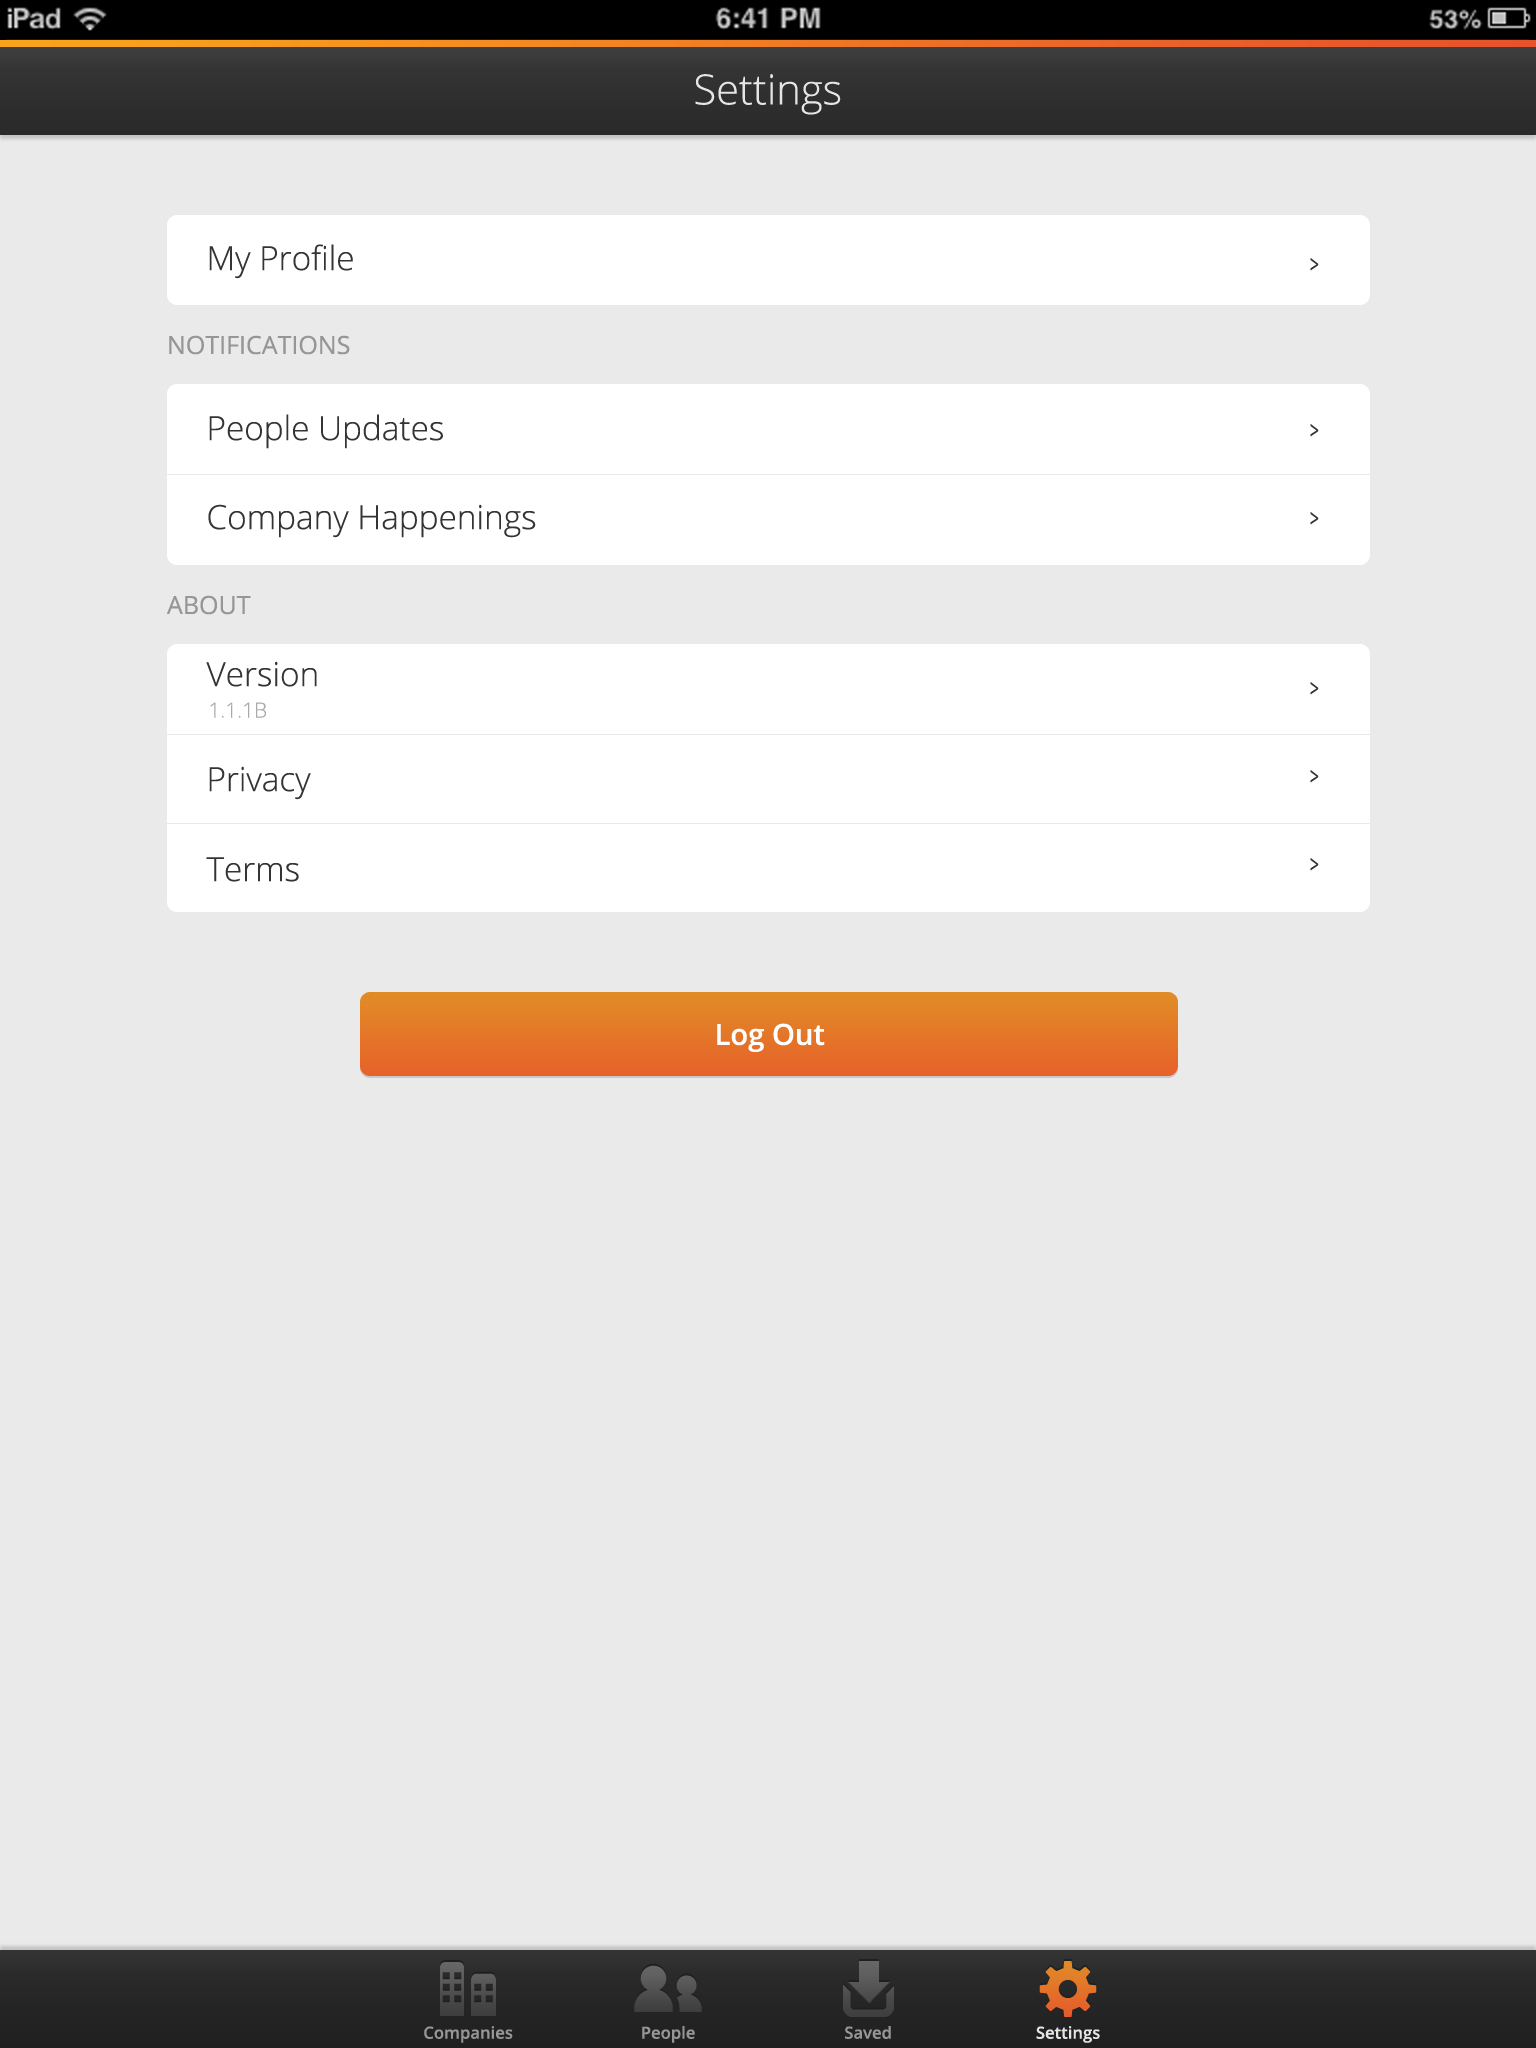 iPad 6:41 PM 53%
Settings
My Profile
NOTIFICATIONS
People Updates
Company Happenings
ABOUT
Version
1.1.1B
Privacy
Terms
Log Out
Companies People Saved Settings